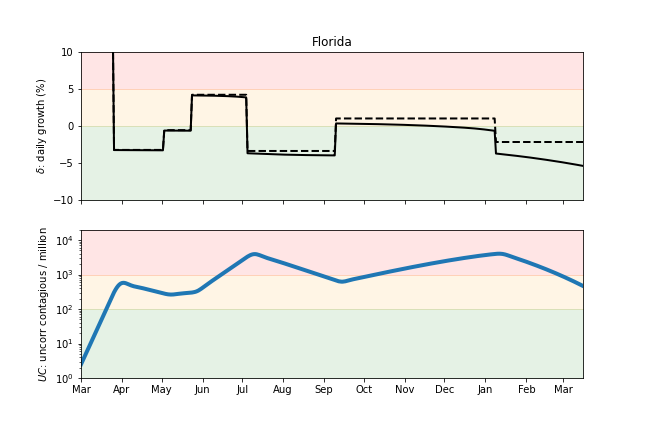 Florida
δ: daily growth (%)
10
5
0
−5
−10
UC: uncorr contagious / million
10⁴
10³
10²
10¹
10⁰
Mar Apr May Jun Jul Aug Sep Oct Nov Dec Jan Feb Mar